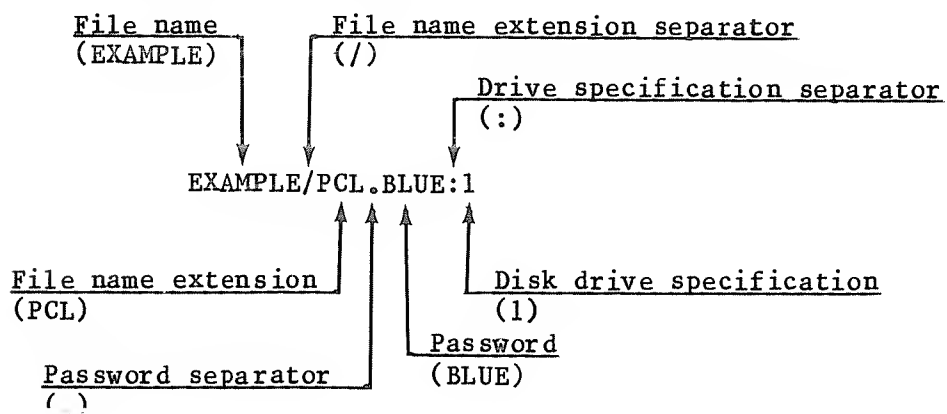 File name
(EXAMPLE)
File name extension separator
(/)
Drive specification separator
(:)
EXAMPLE/PCL.BLUE:1
File name extension
(PCL)
Disk drive specification
(1)
Password
(BLUE)
Password separator
( )